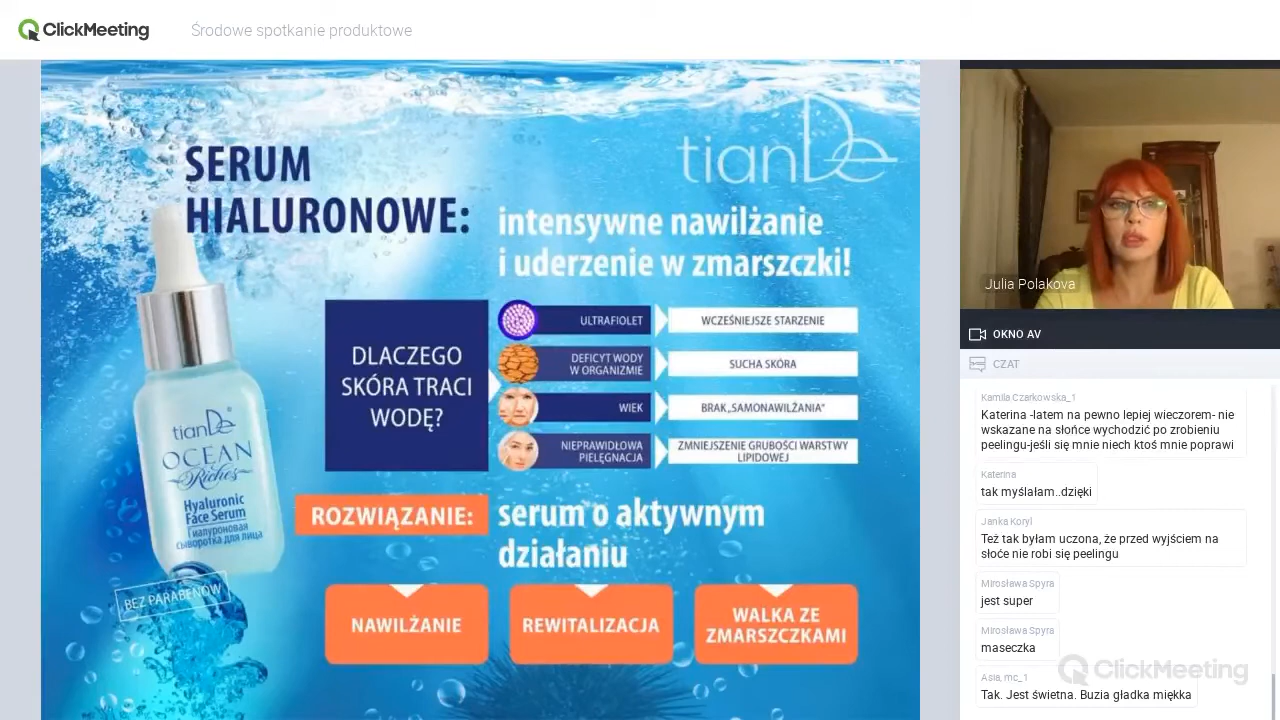 ClickMeeting
Środowe spotkanie produktowe
tianDe
SERUM
HIALURONOWE:
intensywne nawilżanie
i uderzenie w zmarszczki!
DLACZEGO
SKÓRA TRACI
WODĘ?
ULTRAFIOLET
WCZEŚNIEJSZE STARZENIE
DEFICYT WODY
W ORGANIZMIE
SUCHA SKÓRA
WIEK
BRAK „SAMONAWILŻANIA"
NIEPRAWIDŁOWA
PIELĘGNACJA
ZMNIEJSZENIE GRUBOŚCI WARSTWY
LIPIDOWEJ
tianDe®
OCEAN
Riches
Hyaluronic
Face Serum
Гиалуроновая
сыворотка для лица
BEZ PARABENÓW
ROZWIĄZANIE:
serum o aktywnym
działaniu
NAWILŻANIE
REWITALIZACJA
WALKA ZE
ZMARSZCZKAMI
Julia Polakova
OKNO AV
CZAT
Kamila Czarkowska_1
Katerina -latem na pewno lepiej wieczorem- nie
wskazane na słońce wychodzić po zrobieniu
peelingu-jeśli się mnie niech ktoś mnie poprawi
Katerina
tak myślałam..dzięki
Janka Koryl
Też tak byłam uczona, że przed wyjściem na
słoće nie robi się peelingu
Mirosława Spyra
jest super
Mirosława Spyra
maseczka
Asia, mc_1
Tak. Jest świetna. Buzia gładka miękka
ClickMeeting